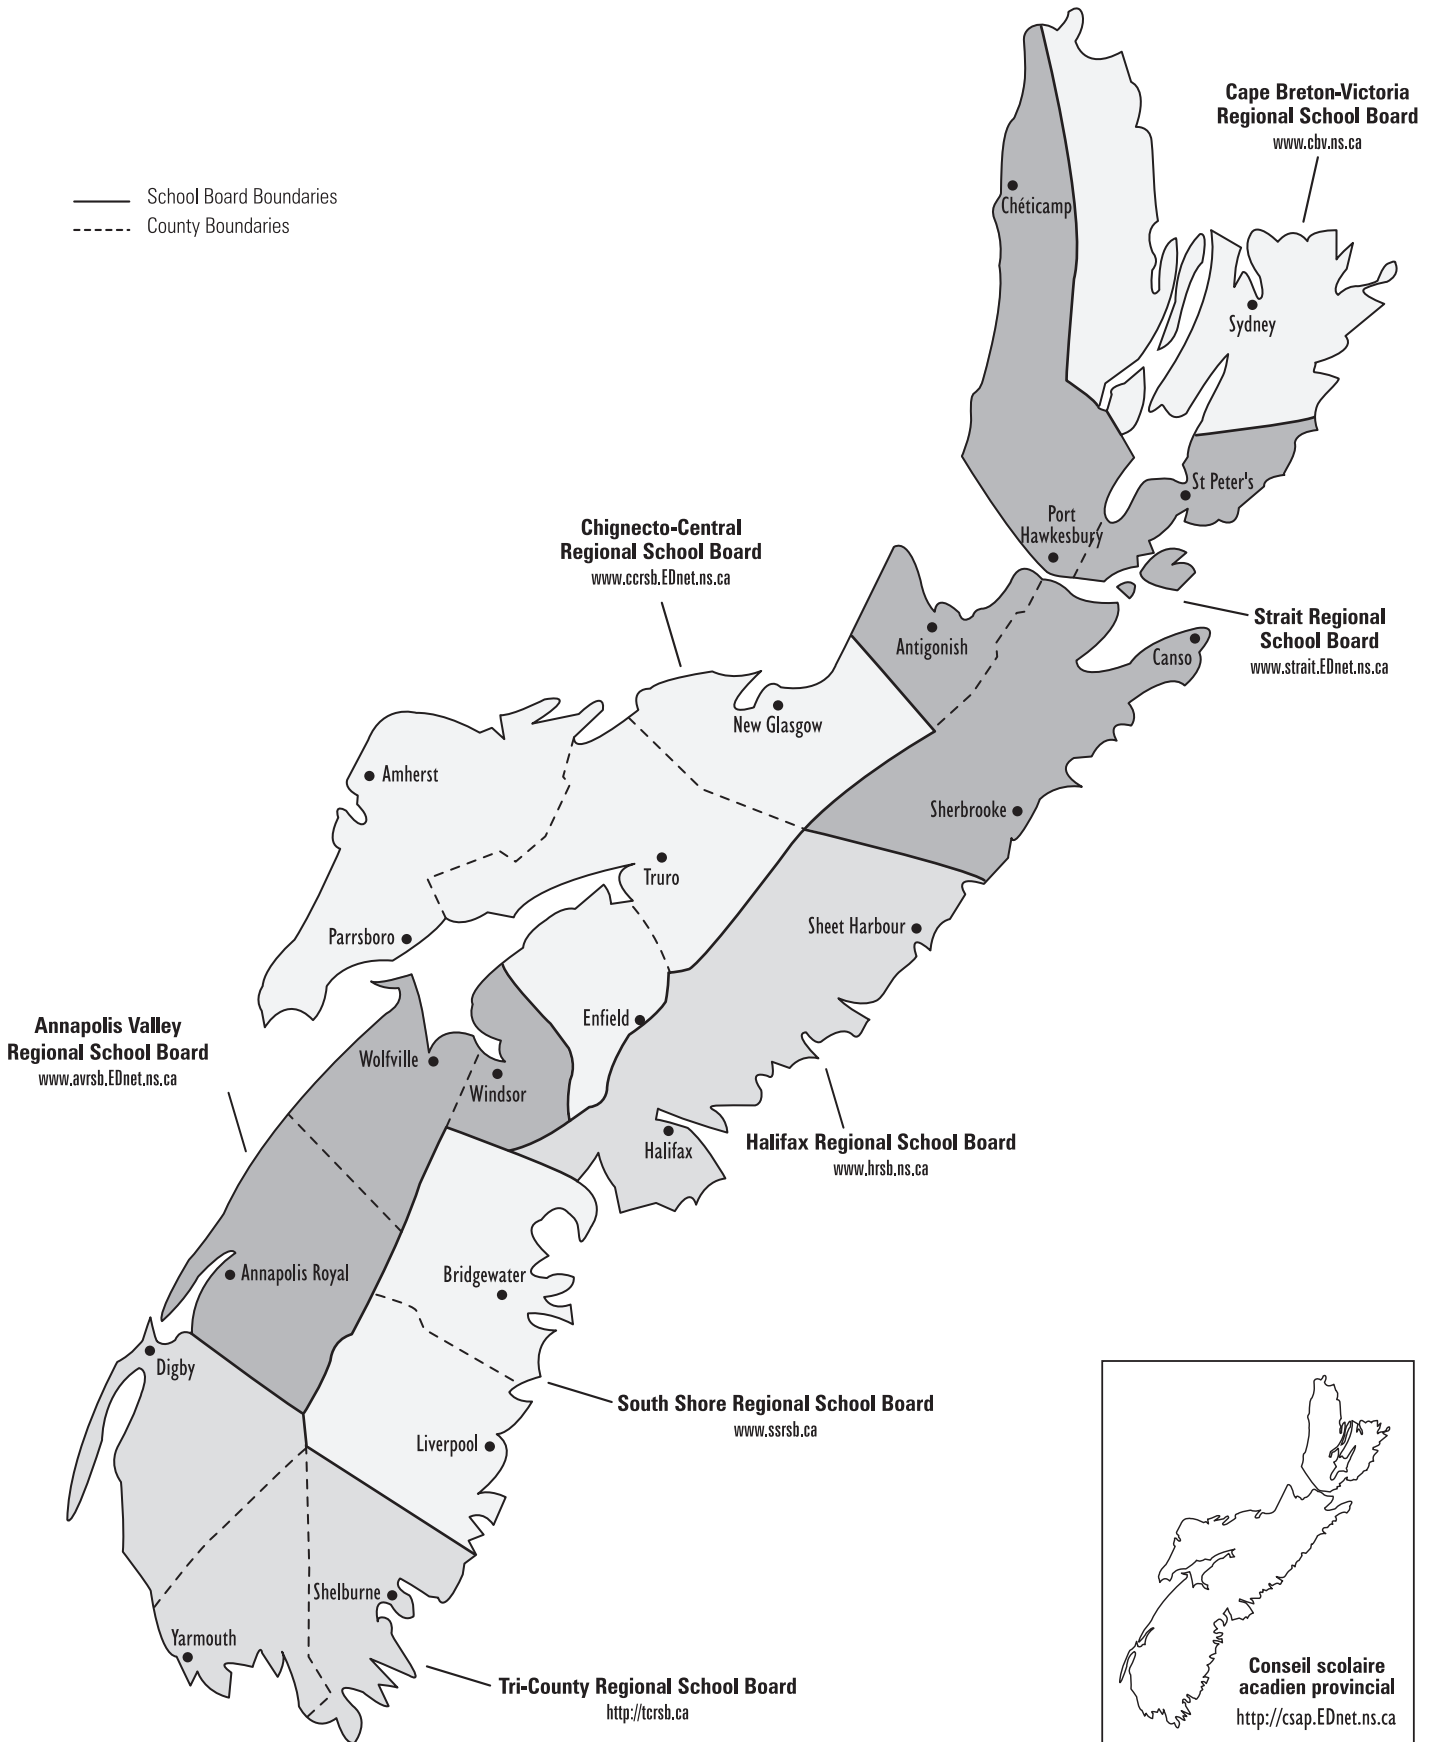 Cape Breton-Victoria
Regional School Board
www.cbv.ns.ca
School Board Boundaries
County Boundaries
Chéticamp
Sydney
St Peter's
Port
Hawkesbury
Chignecto-Central
Regional School Board
www.ccrsb.EDnet.ns.ca
Strait Regional
School Board
www.strait.EDnet.ns.ca
Antigonish
Canso
New Glasgow
Amherst
Sherbrooke
Truro
Sheet Harbour
Parrsboro
Enfield
Annapolis Valley
Regional School Board
www.avrsb.EDnet.ns.ca
Wolfville
Windsor
Halifax
Halifax Regional School Board
www.hrsb.ns.ca
Annapolis Royal
Bridgewater
Digby
South Shore Regional School Board
www.ssrsb.ca
Liverpool
Shelburne
Yarmouth
Tri-County Regional School Board
http://tcrsb.ca
Conseil scolaire
acadien provincial
http://csap.EDnet.ns.ca